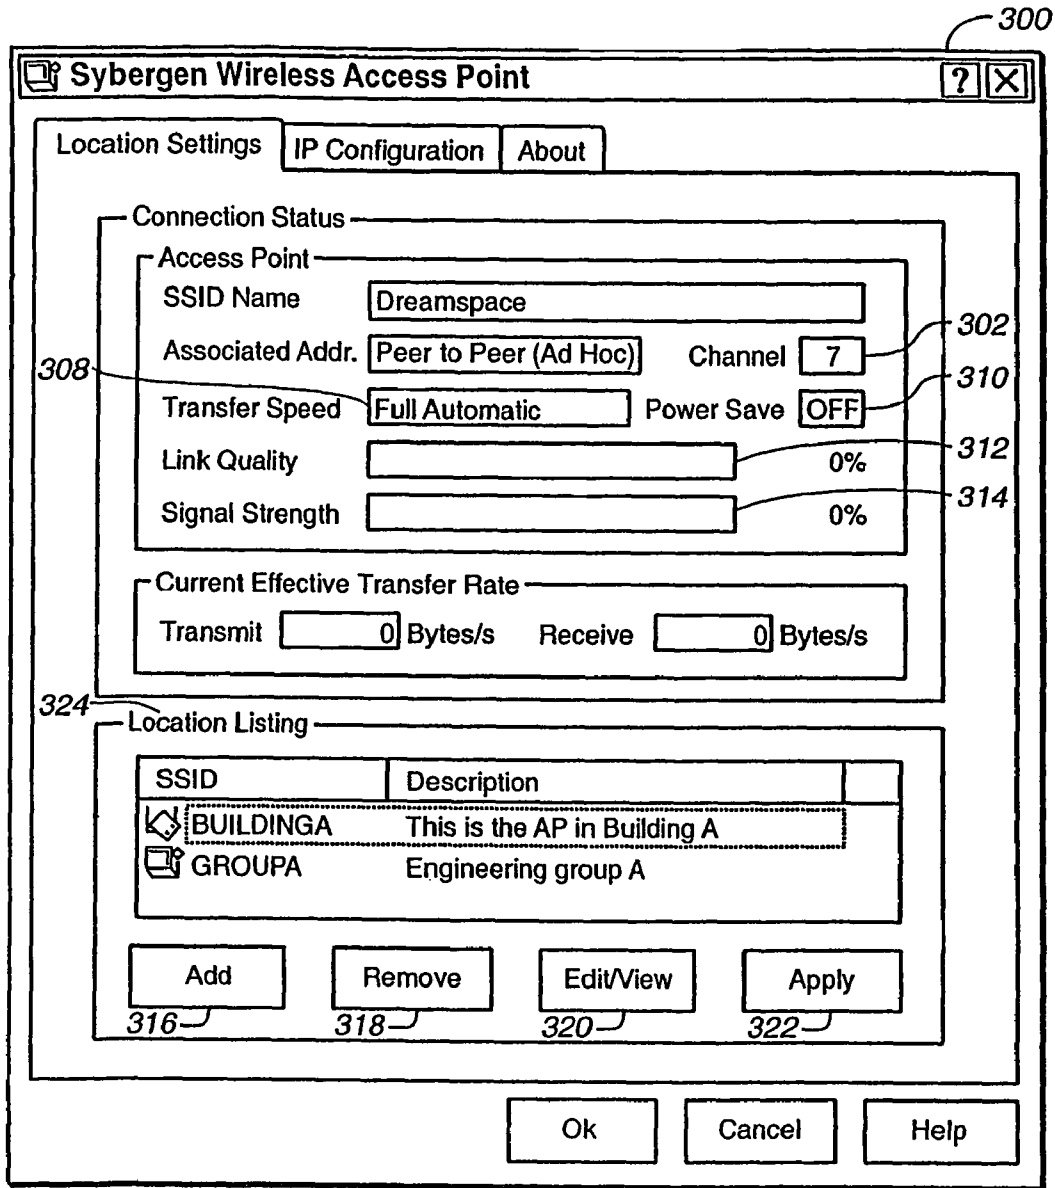 300
Sybergen Wireless Access Point ? X
Location Settings IP Configuration About
Connection Status
Access Point
SSID Name Dreamspace
Associated Addr. Peer to Peer (Ad Hoc) Channel 7 302
308 Transfer Speed Full Automatic Power Save OFF 310
Link Quality 0% 312
Signal Strength 0% 314
Current Effective Transfer Rate
Transmit 0 Bytes/s Receive 0 Bytes/s
324
Location Listing
SSID Description
BUILDINGA This is the AP in Building A
GROUPA Engineering group A
Add Remove Edit/View Apply
316 318 320 322
Ok Cancel Help